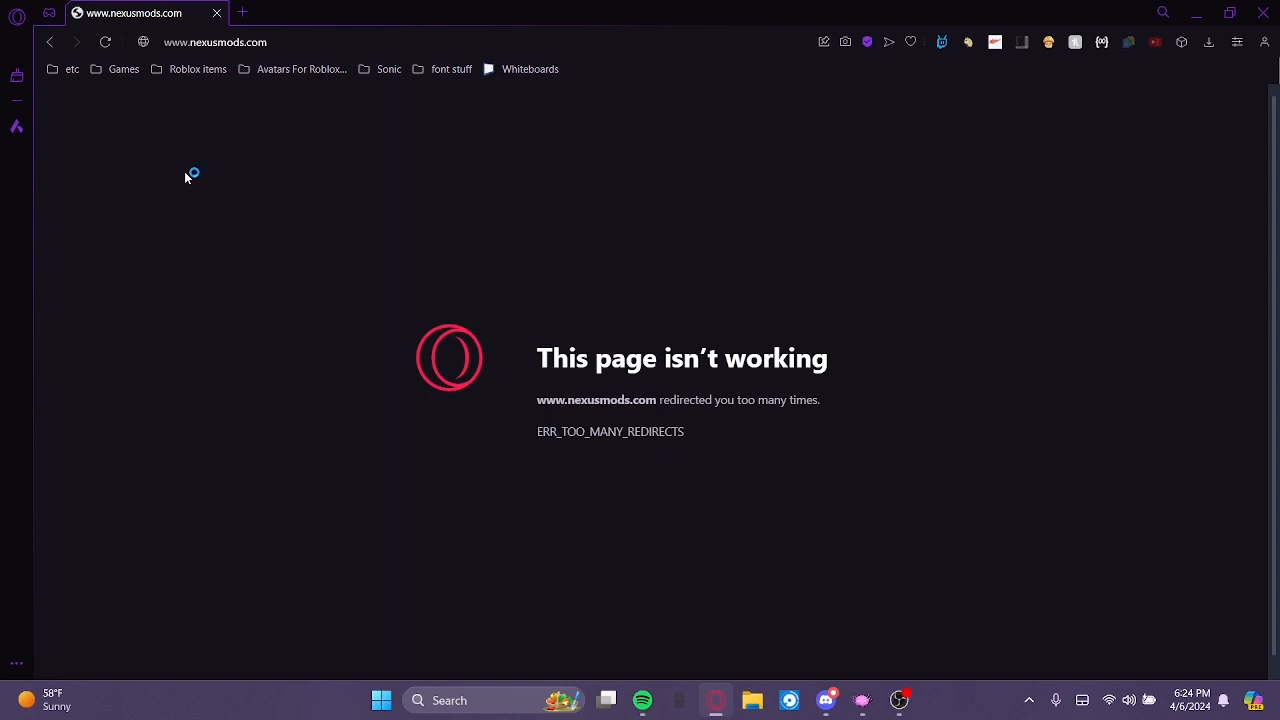 www.nexusmods.com
www.nexusmods.com
etc
Games
Roblox items
Avatars For Roblox...
Sonic
font stuff
Whiteboards
This page isn't working
www.nexusmods.com redirected you too many times.
ERR_TOO_MANY_REDIRECTS
58°F
Sunny
Search
6:24 PM
4/6/2024